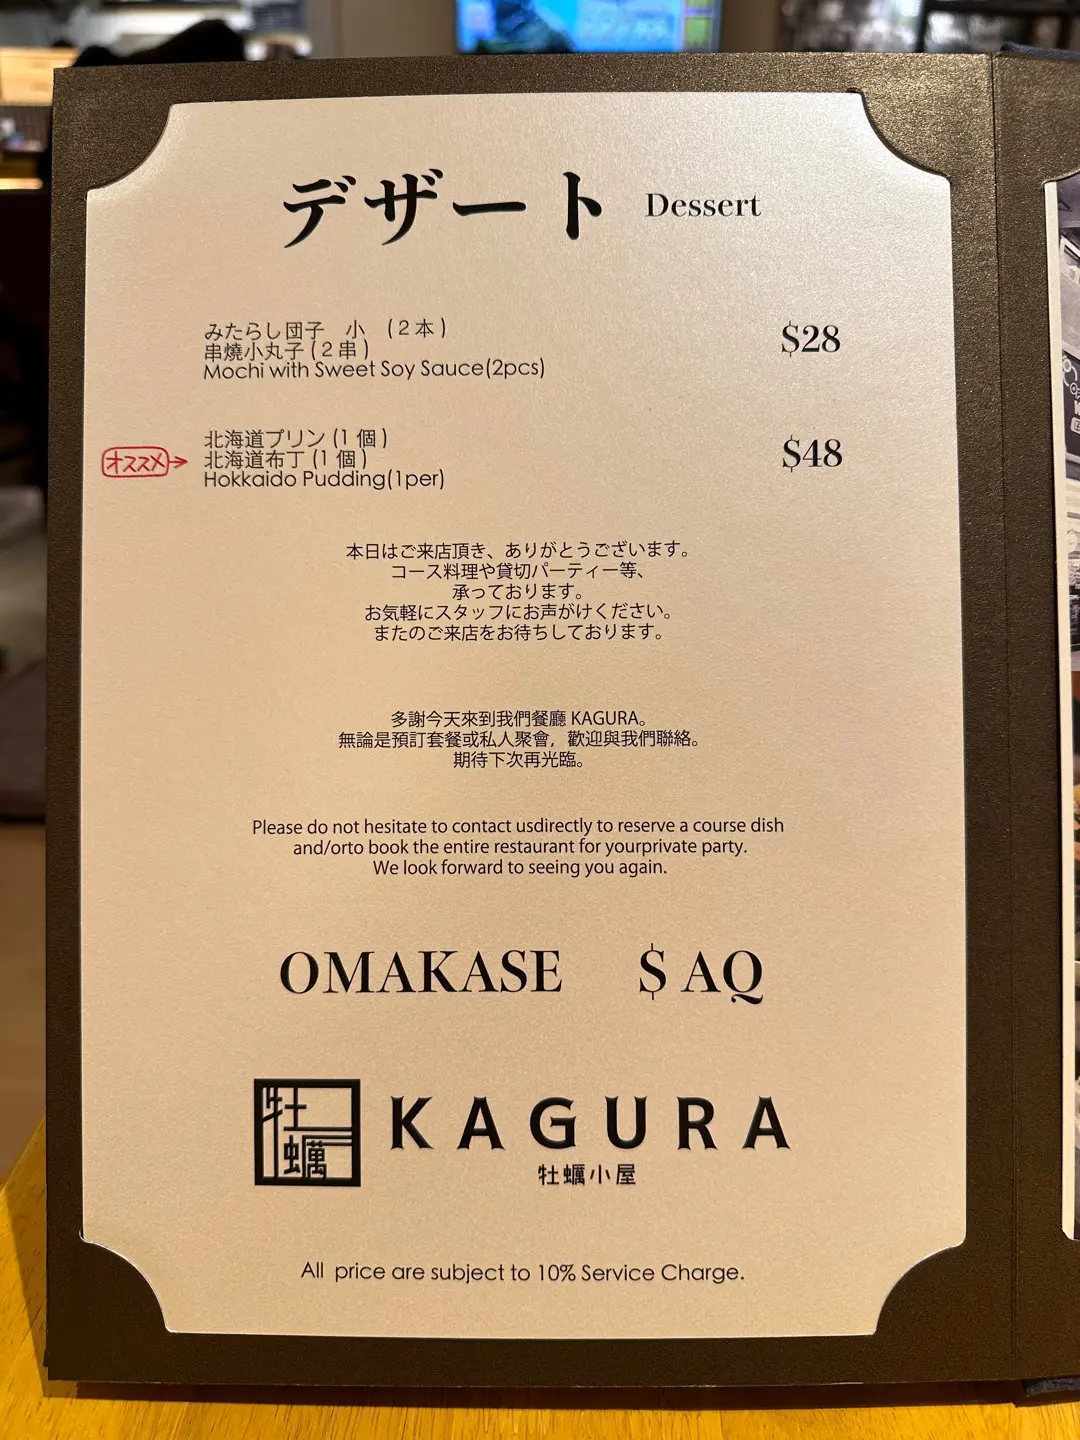 デザート Dessert
みたらし団子 小 (2本)
串燒小丸子(2串)
Mochi with Sweet Soy Sauce(2pcs)
$28
北海道プリン(1個)
オススメ→
北海道布丁(1個)
Hokkaido Pudding(1per)
$48
本日はご来店頂き、ありがとうございます。
コース料理や貸切パーティー等、
承っております。
お気軽にスタッフにお声がけください。
またのご来店をお待ちしております。
多謝今天來到我們餐廳 KAGURA。
無論是預訂套餐或私人聚會，歡迎與我們聯絡。
期待下次再光臨。
Please do not hesitate to contact usdirectly to reserve a course dish
and/orto book the entire restaurant for yourprivate party.
We look forward to seeing you again.
OMAKASE $ AQ
牡蠣
KAGURA
牡蠣小屋
All price are subject to 10% Service Charge.